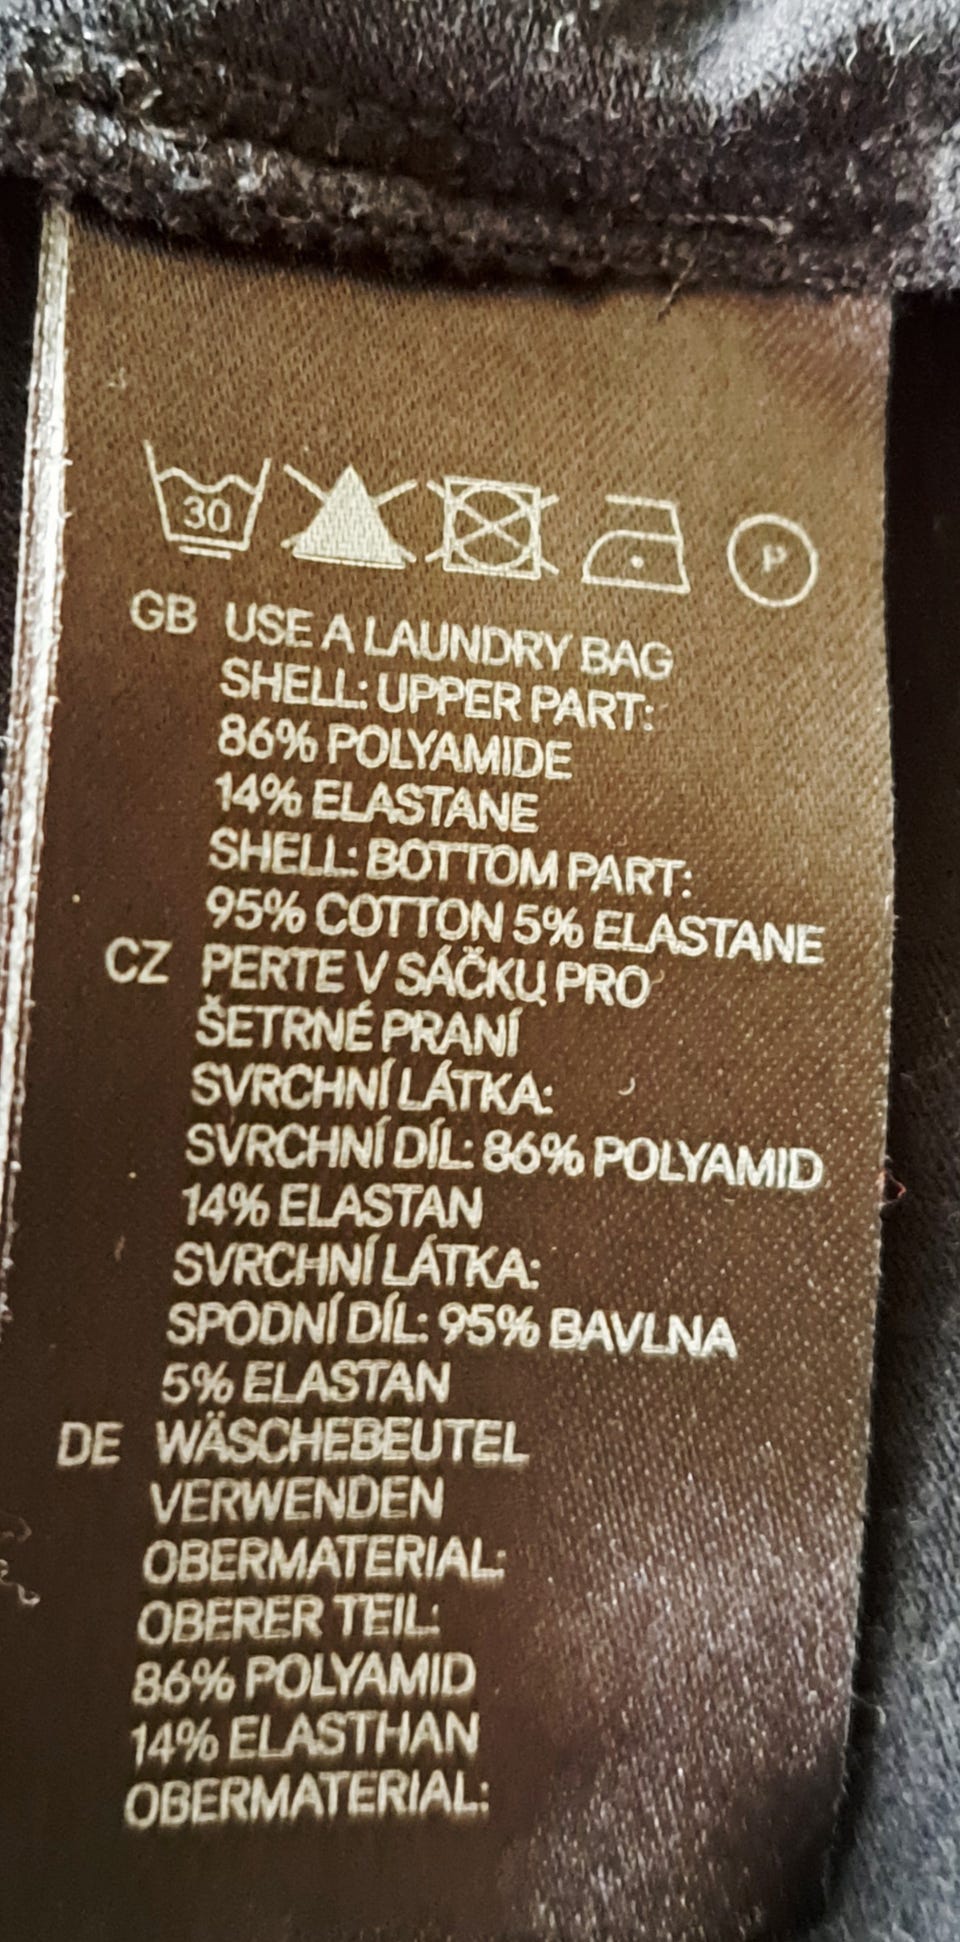 30
P
GB USE A LAUNDRY BAG
SHELL: UPPER PART:
86% POLYAMIDE
14% ELASTANE
SHELL: BOTTOM PART:
95% COTTON 5% ELASTANE
CZ PERTE V SÁČKU PRO
ŠETRNÉ PRANÍ
SVRCHNÍ LÁTKA:
SVRCHNÍ DÍL: 86% POLYAMID
14% ELASTAN
SVRCHNÍ LÁTKA:
SPODNÍ DÍL: 95% BAVLNA
5% ELASTAN
DE WÄSCHEBEUTEL
VERWENDEN
OBERMATERIAL:
OBERER TEIL:
86% POLYAMID
14% ELASTHAN
OBERMATERIAL: